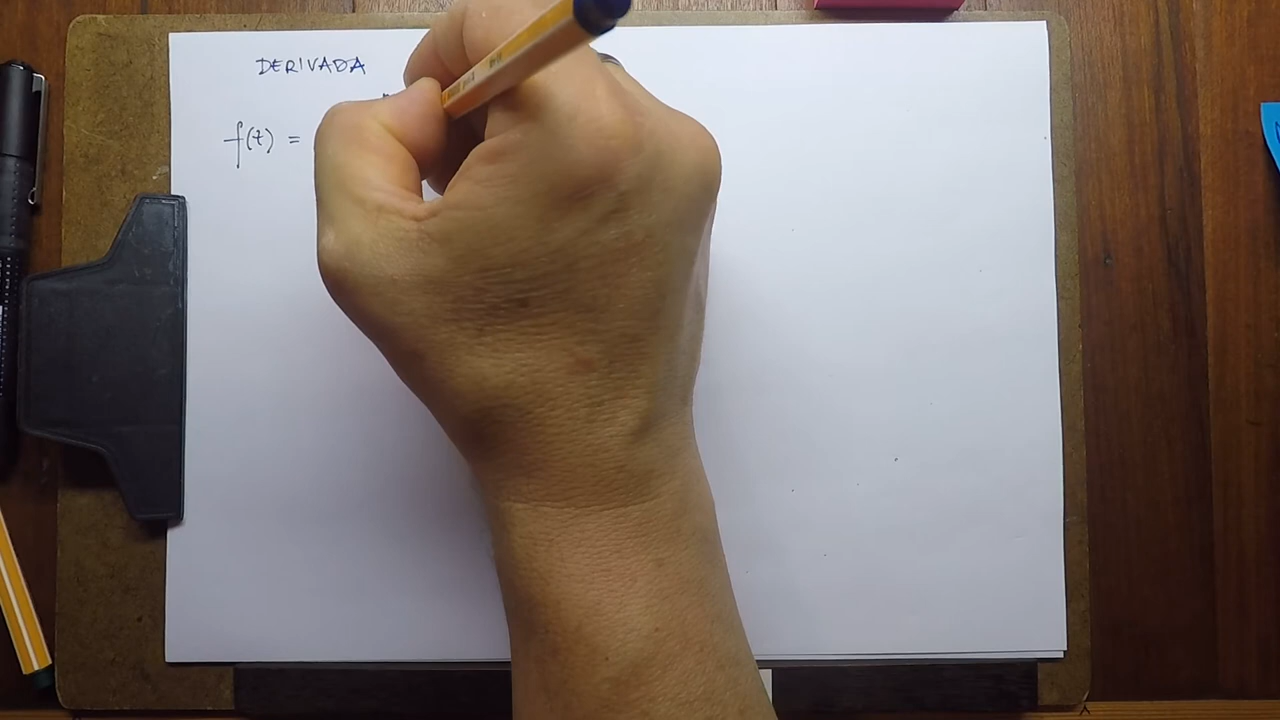 DERIVADA
f(t) =